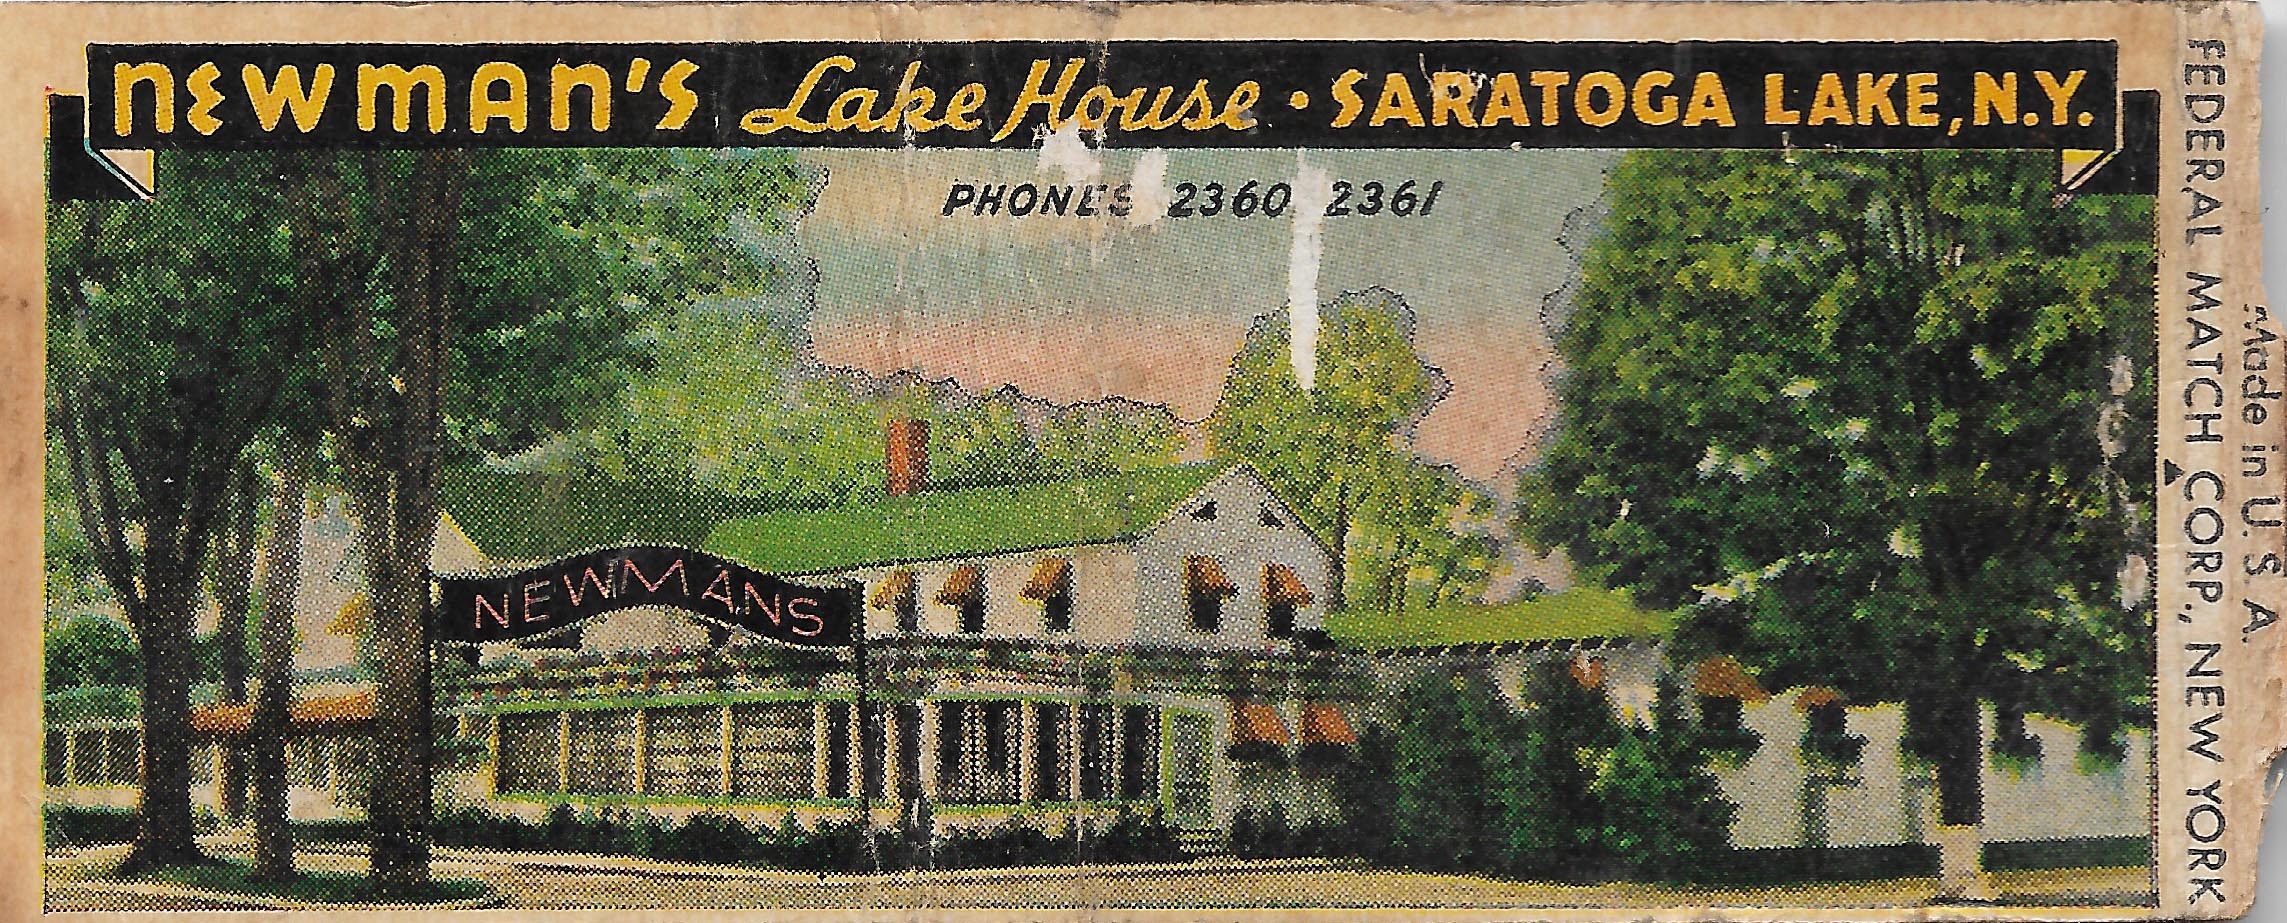 NEWMAN'S Lake House • SARATOGA LAKE, N.Y.
PHONES 2360 2361
NEWMANS
FEDERAL MATCH CORP., NEW YORK
Made in U.S.A.